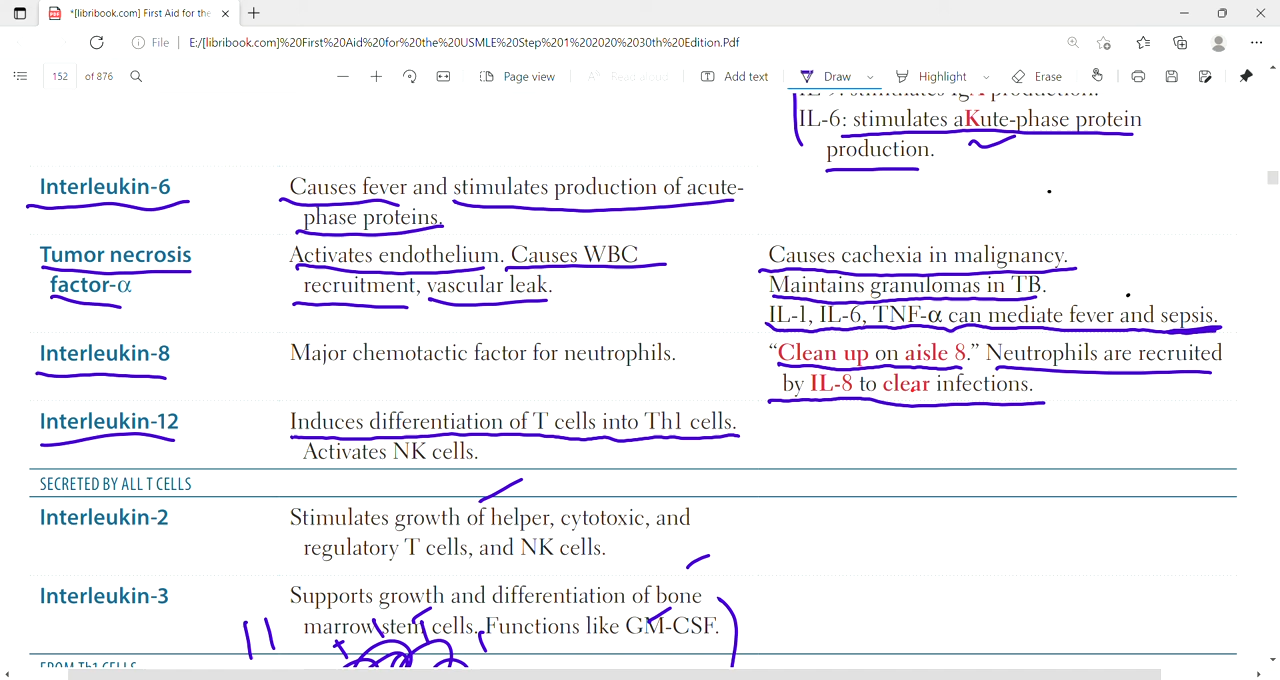 *[libribook.com] First Aid for the
File
E:/[libribook.com]%20First%20Aid%20for%20the%20USMLE%20Step%201%202020%2030th%20Edition.Pdf
152 of 876
Page view
Read aloud
Add text
Draw
Highlight
Erase
IL-6: stimulates aKute-phase protein
production.
Interleukin-6
Causes fever and stimulates production of acute-
phase proteins.
Tumor necrosis
factor-α
Activates endothelium. Causes WBC
recruitment, vascular leak.
Causes cachexia in malignancy.
Maintains granulomas in TB.
IL-1, IL-6, TNF-α can mediate fever and sepsis.
Interleukin-8
Major chemotactic factor for neutrophils.
“Clean up on aisle 8.” Neutrophils are recruited
by IL-8 to clear infections.
Interleukin-12
Induces differentiation of T cells into Th1 cells.
Activates NK cells.
SECRETED BY ALL T CELLS
Interleukin-2
Stimulates growth of helper, cytotoxic, and
regulatory T cells, and NK cells.
Interleukin-3
Supports growth and differentiation of bone
marrow stem cells. Functions like GM-CSF.
FROM Th1 CELLS